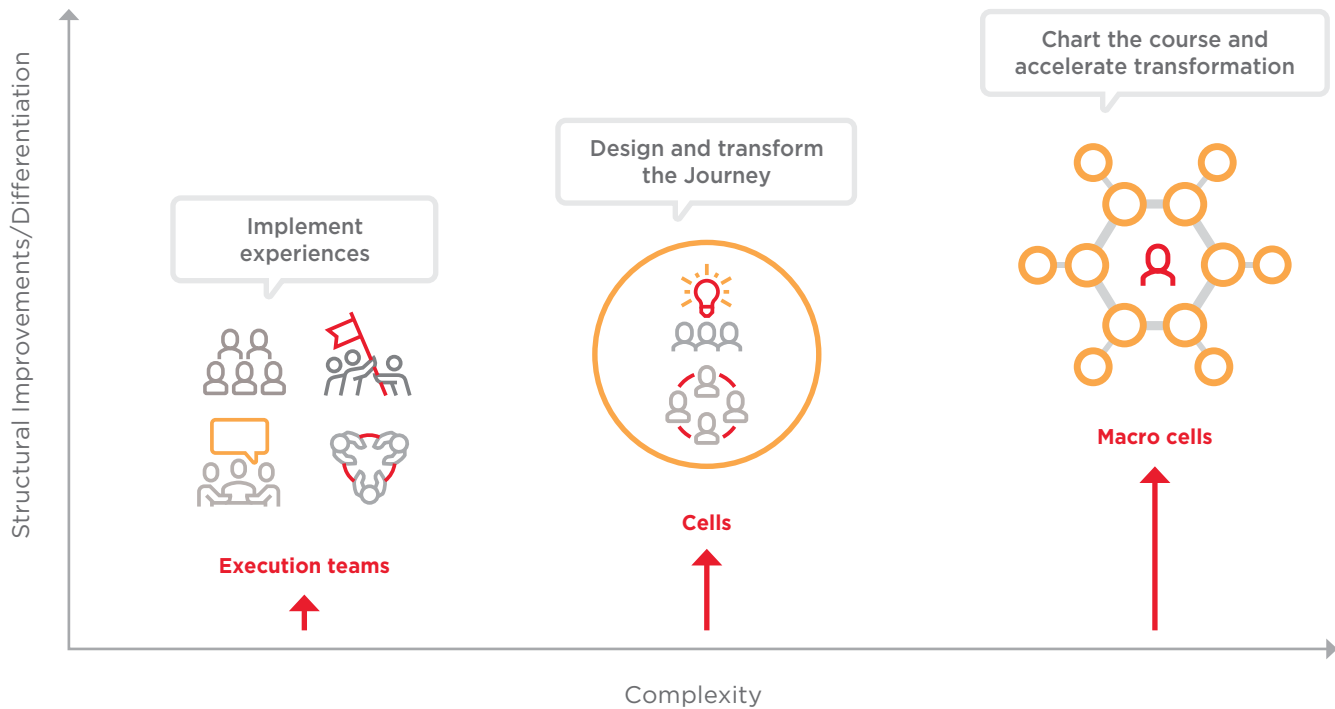 Structural Improvements/Differentiation
Implement
experiences
Execution teams
Design and transform
the Journey
Cells
Chart the course and
accelerate transformation
Macro cells
Complexity